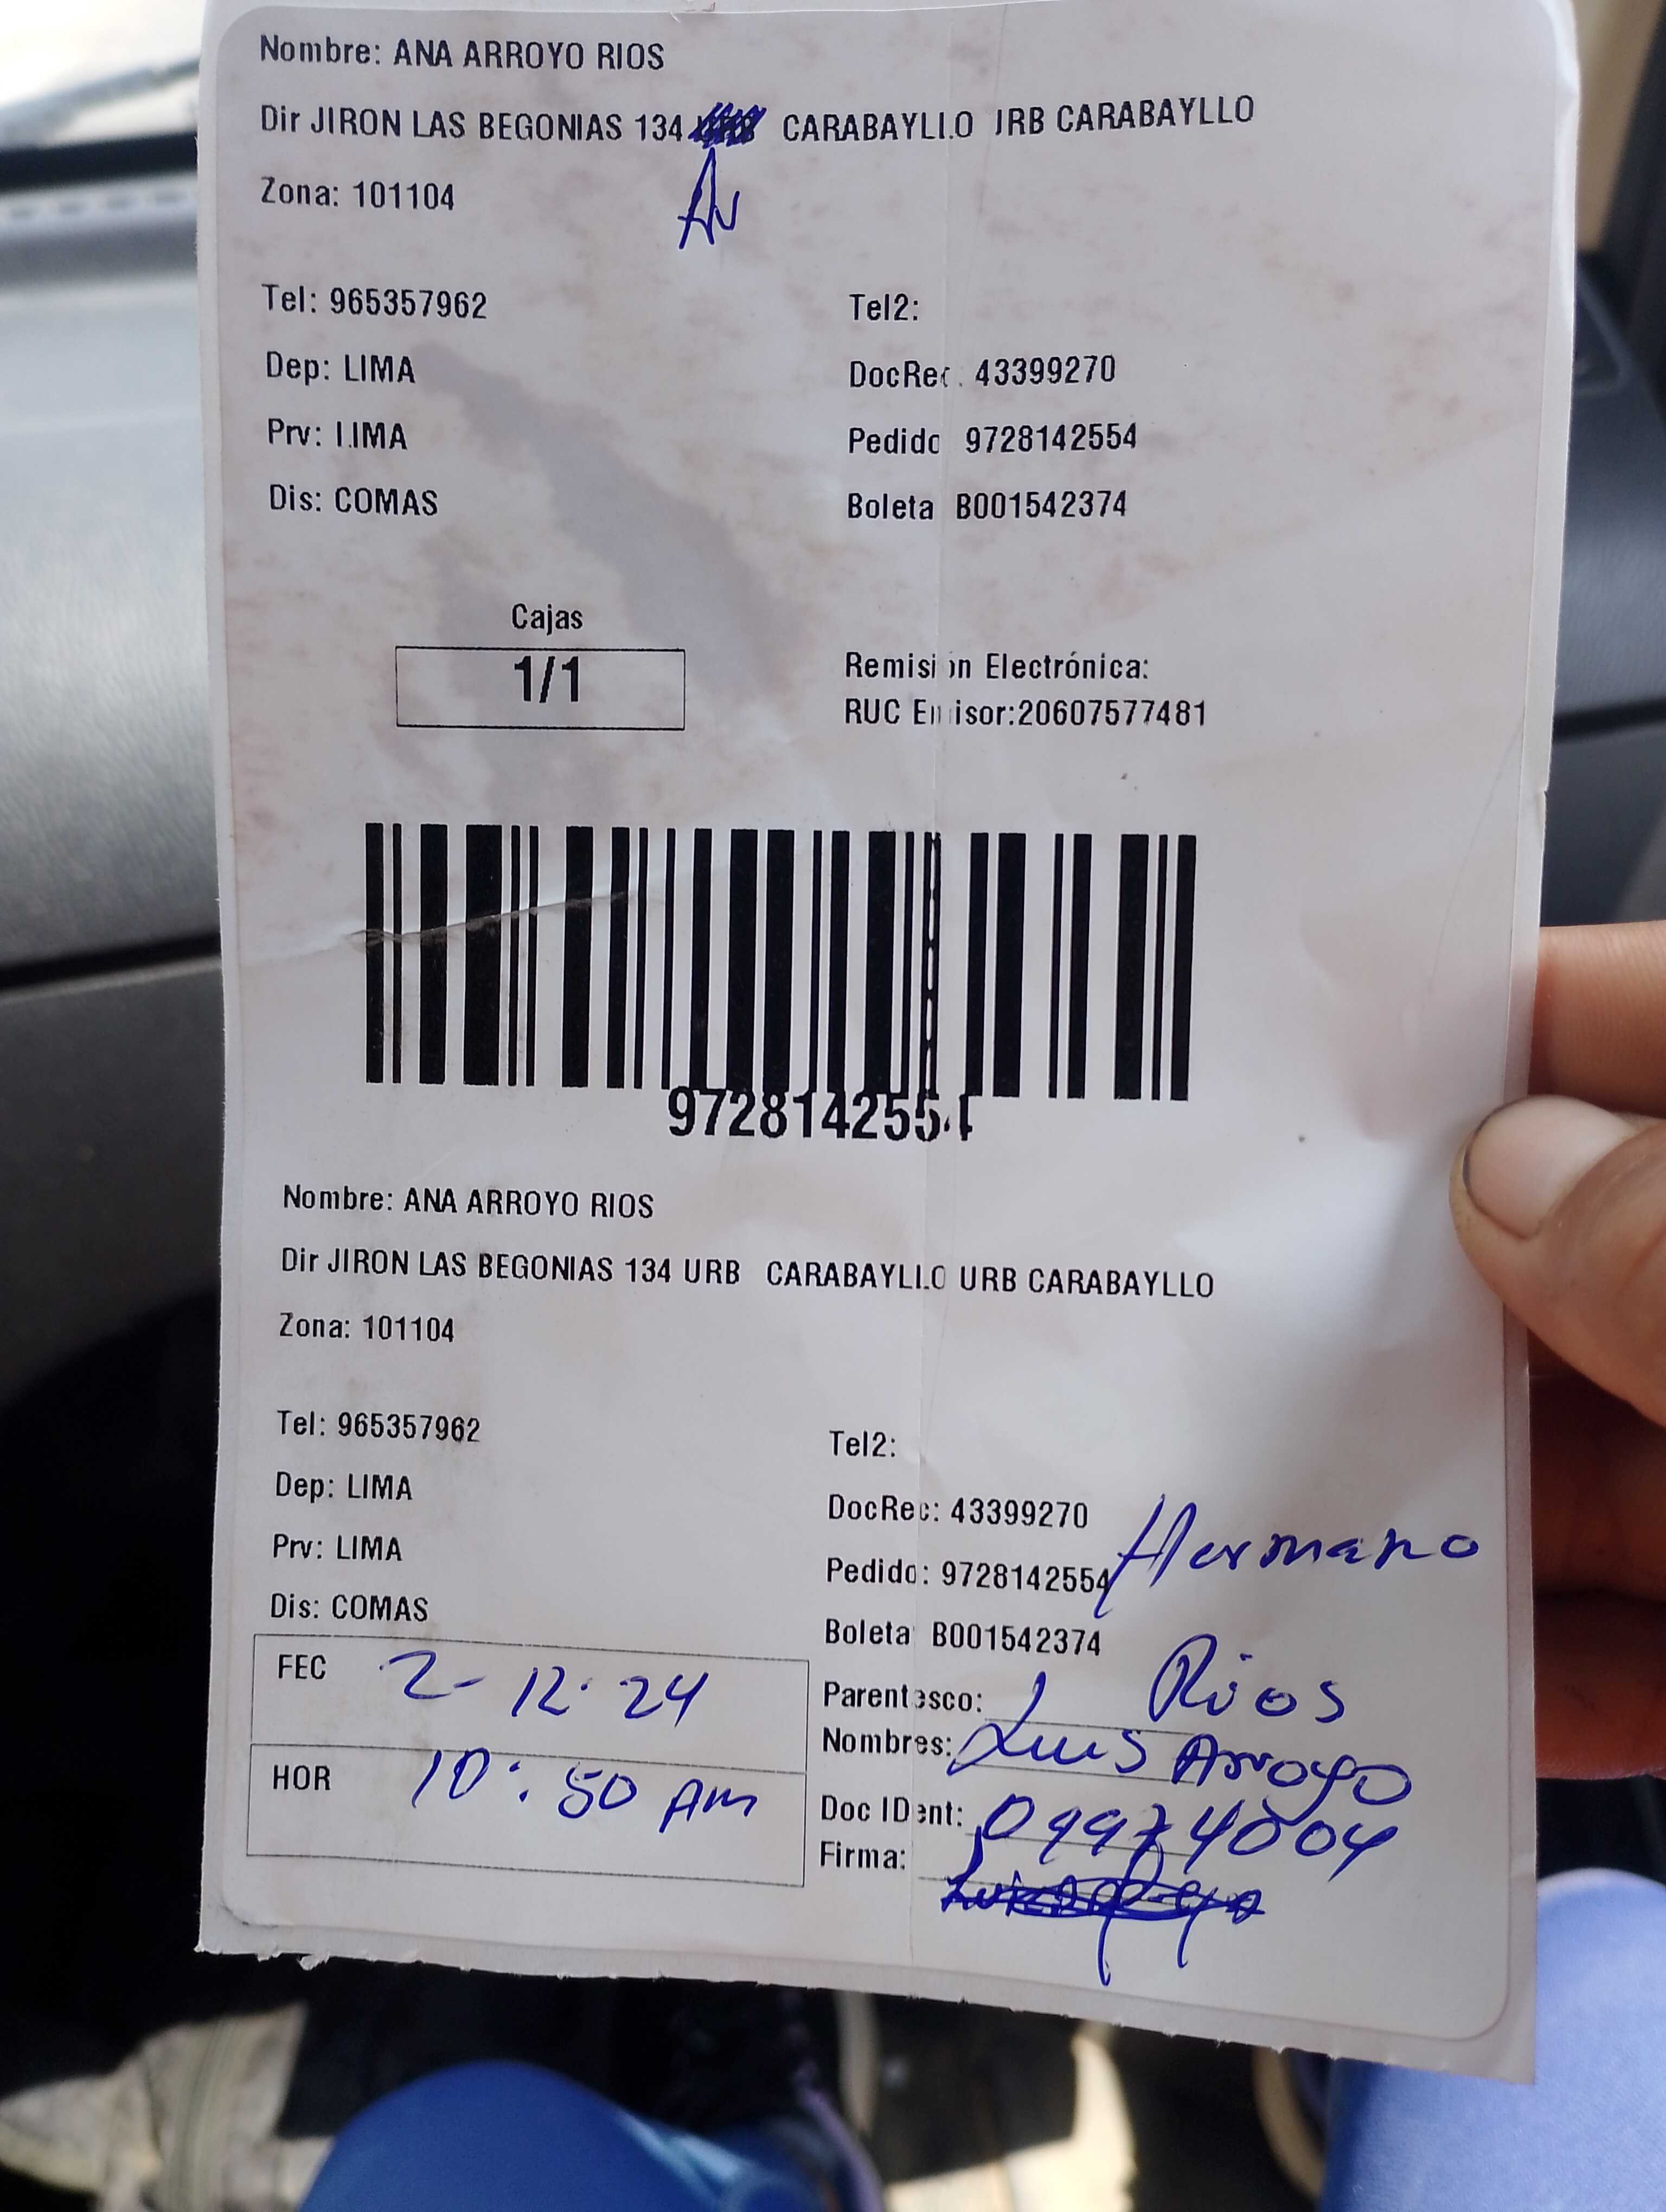 Nombre: ANA ARROYO RIOS
Dir JIRON LAS BEGONIAS 134 CARABAYLLO URB CARABAYLLO
Av
Zona: 101104
Tel: 965357962
Tel2:
Dep: LIMA
DocRec: 43399270
Prv: LIMA
Pedido 9728142554
Dis: COMAS
Boleta B001542374
Cajas
1/1
Remisión Electrónica:
RUC Emisor:20607577481
9728142554
Nombre: ANA ARROYO RIOS
Dir JIRON LAS BEGONIAS 134 URB CARABAYLLO URB CARABAYLLO
Zona: 101104
Tel: 965357962
Tel2:
Dep: LIMA
DocRec: 43399270
Hermano
Prv: LIMA
Pedido: 9728142554
Dis: COMAS
Boleta B001542374
FEC 2-12.24
Parentesco: Rios
Nombres: Luis Arroyo
HOR 10:50 AM
Doc IDent: 09974004
Firma: